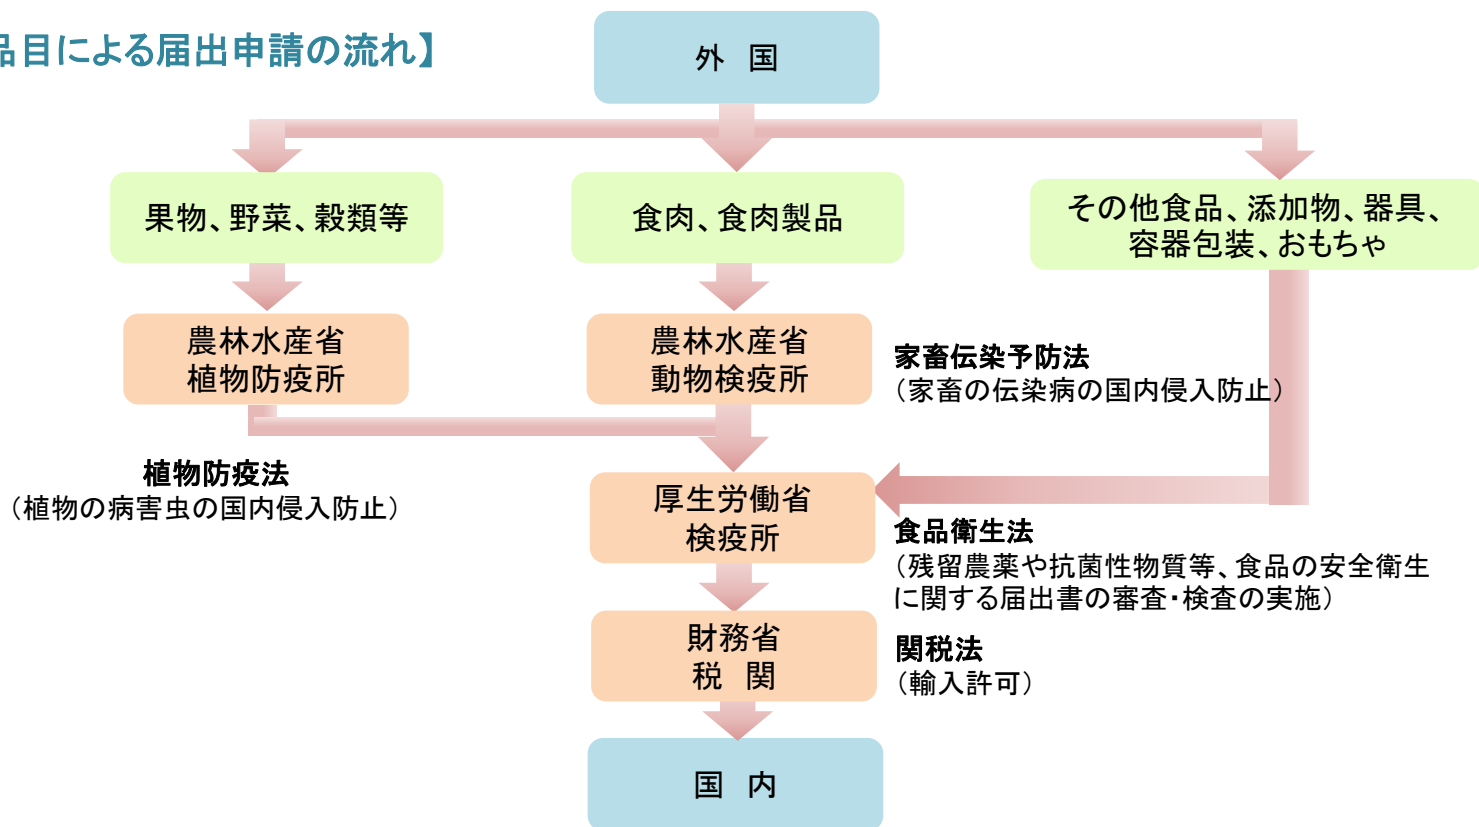 品目による届出申請の流れ】
外 国
果物、野菜、穀類等
食肉、食肉製品
その他食品、添加物、器具、
容器包装、おもちゃ
農林水産省
植物防疫所
農林水産省
動物検疫所
家畜伝染予防法
（家畜の伝染病の国内侵入防止）
植物防疫法
（植物の病害虫の国内侵入防止）
厚生労働省
検疫所
食品衛生法
（残留農薬や抗菌性物質等、食品の安全衛生
に関する届出書の審査・検査の実施）
財務省
税 関
関税法
（輸入許可）
国 内